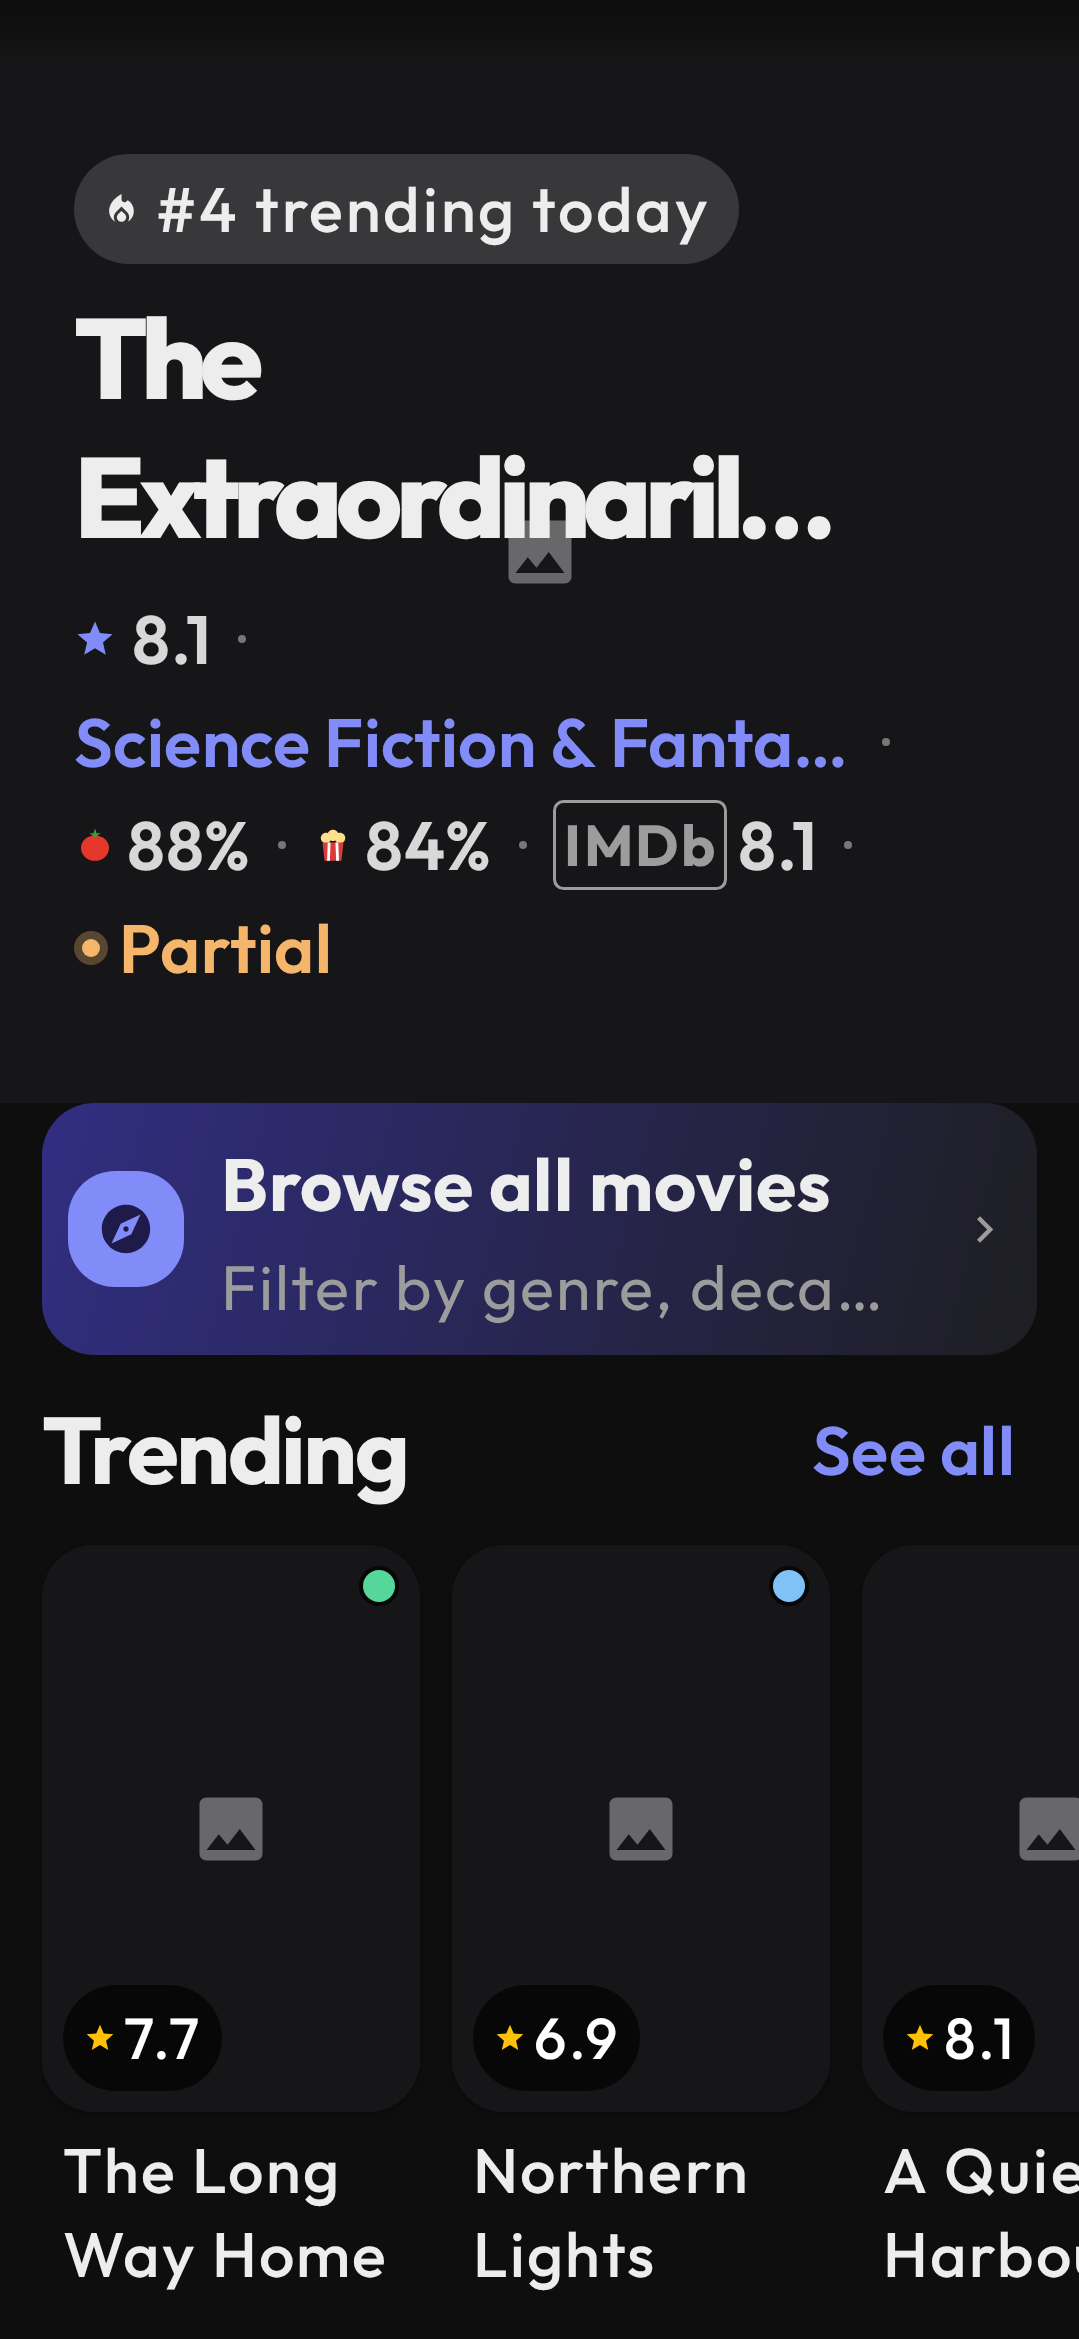 #4 trending today
The
Extraordinaril...
8.1 ·
Science Fiction & Fanta... ·
88% · 84% · IMDb 8.1 ·
Partial
Browse all movies
Filter by genre, deca...
Trending
See all
7.7
6.9
8.1
The Long
Way Home
Northern
Lights
A Quie
Harbou